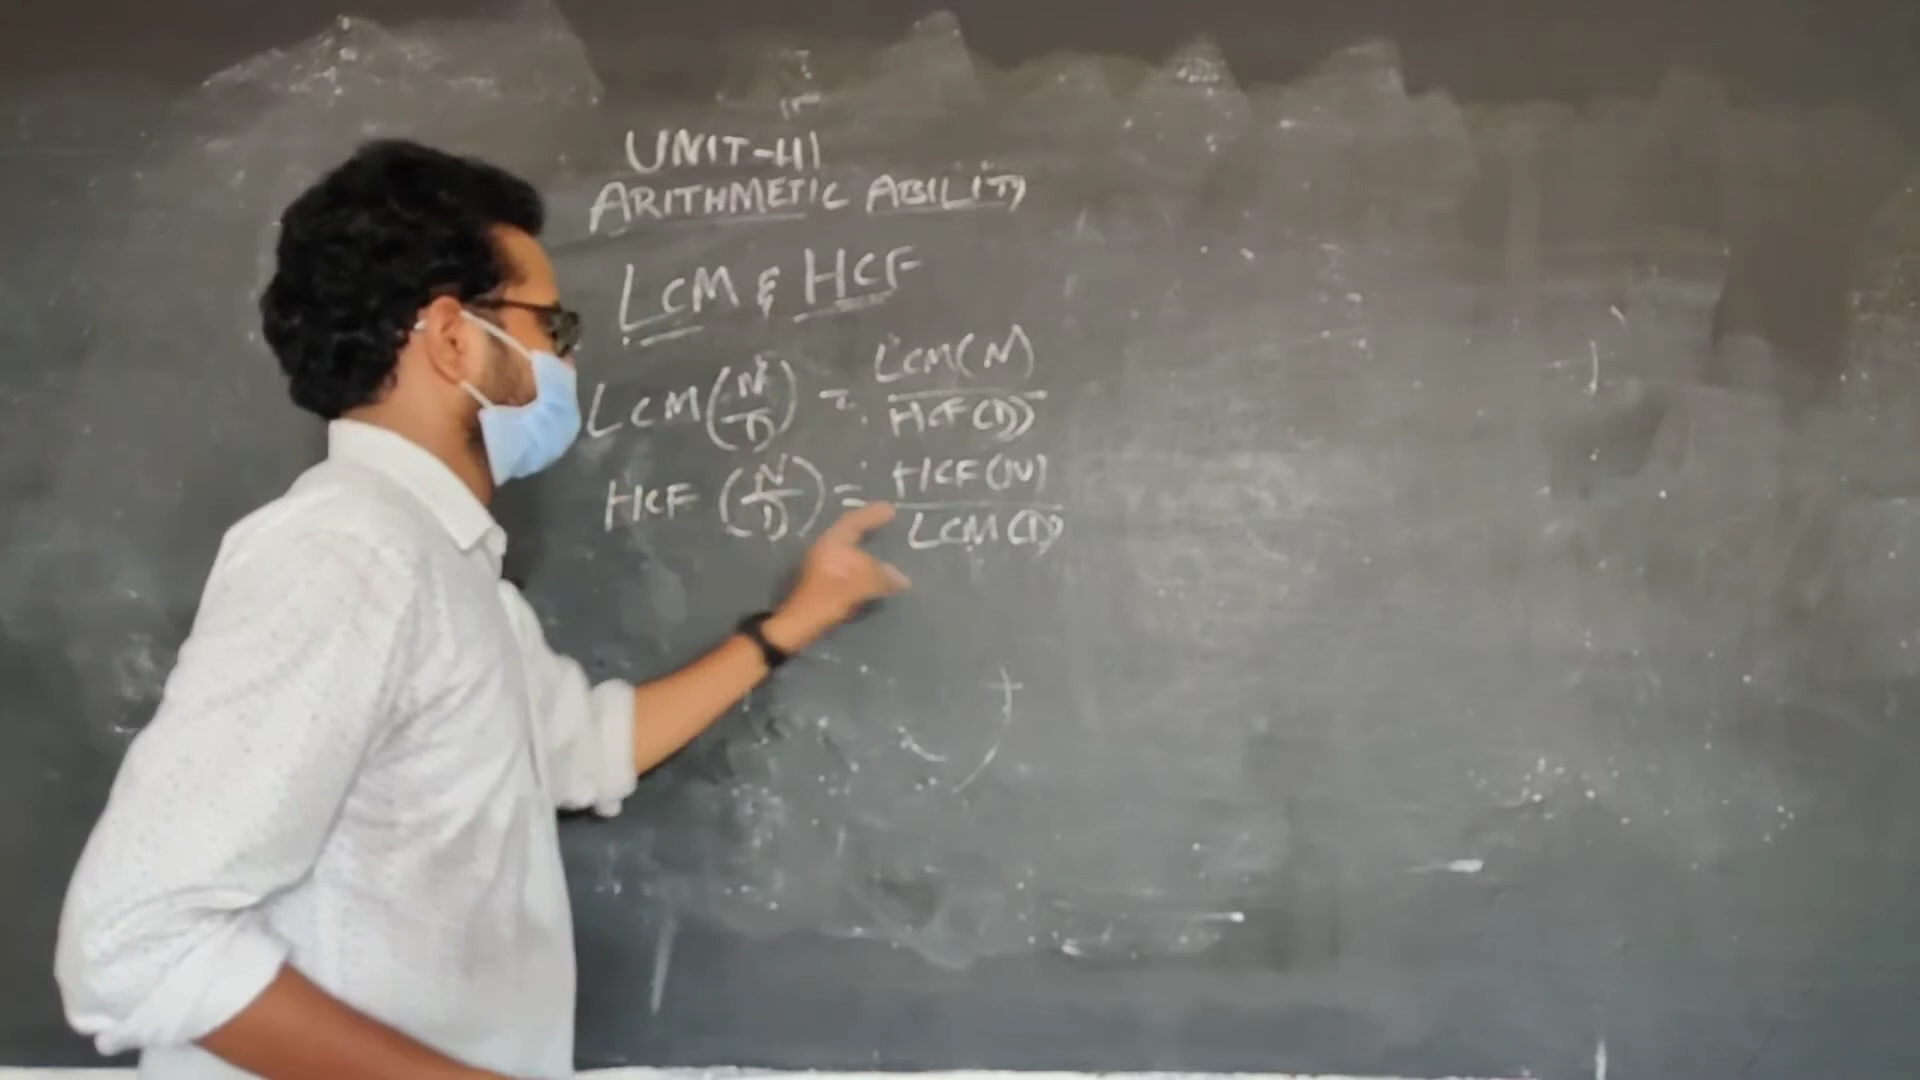 UNIT-III
ARITHMETIC ABILITY
LCM & HCF
LCM(N/D) = LCM(N)/HCF(D)
HCF (N/D) = HCF(N)/LCM(D)